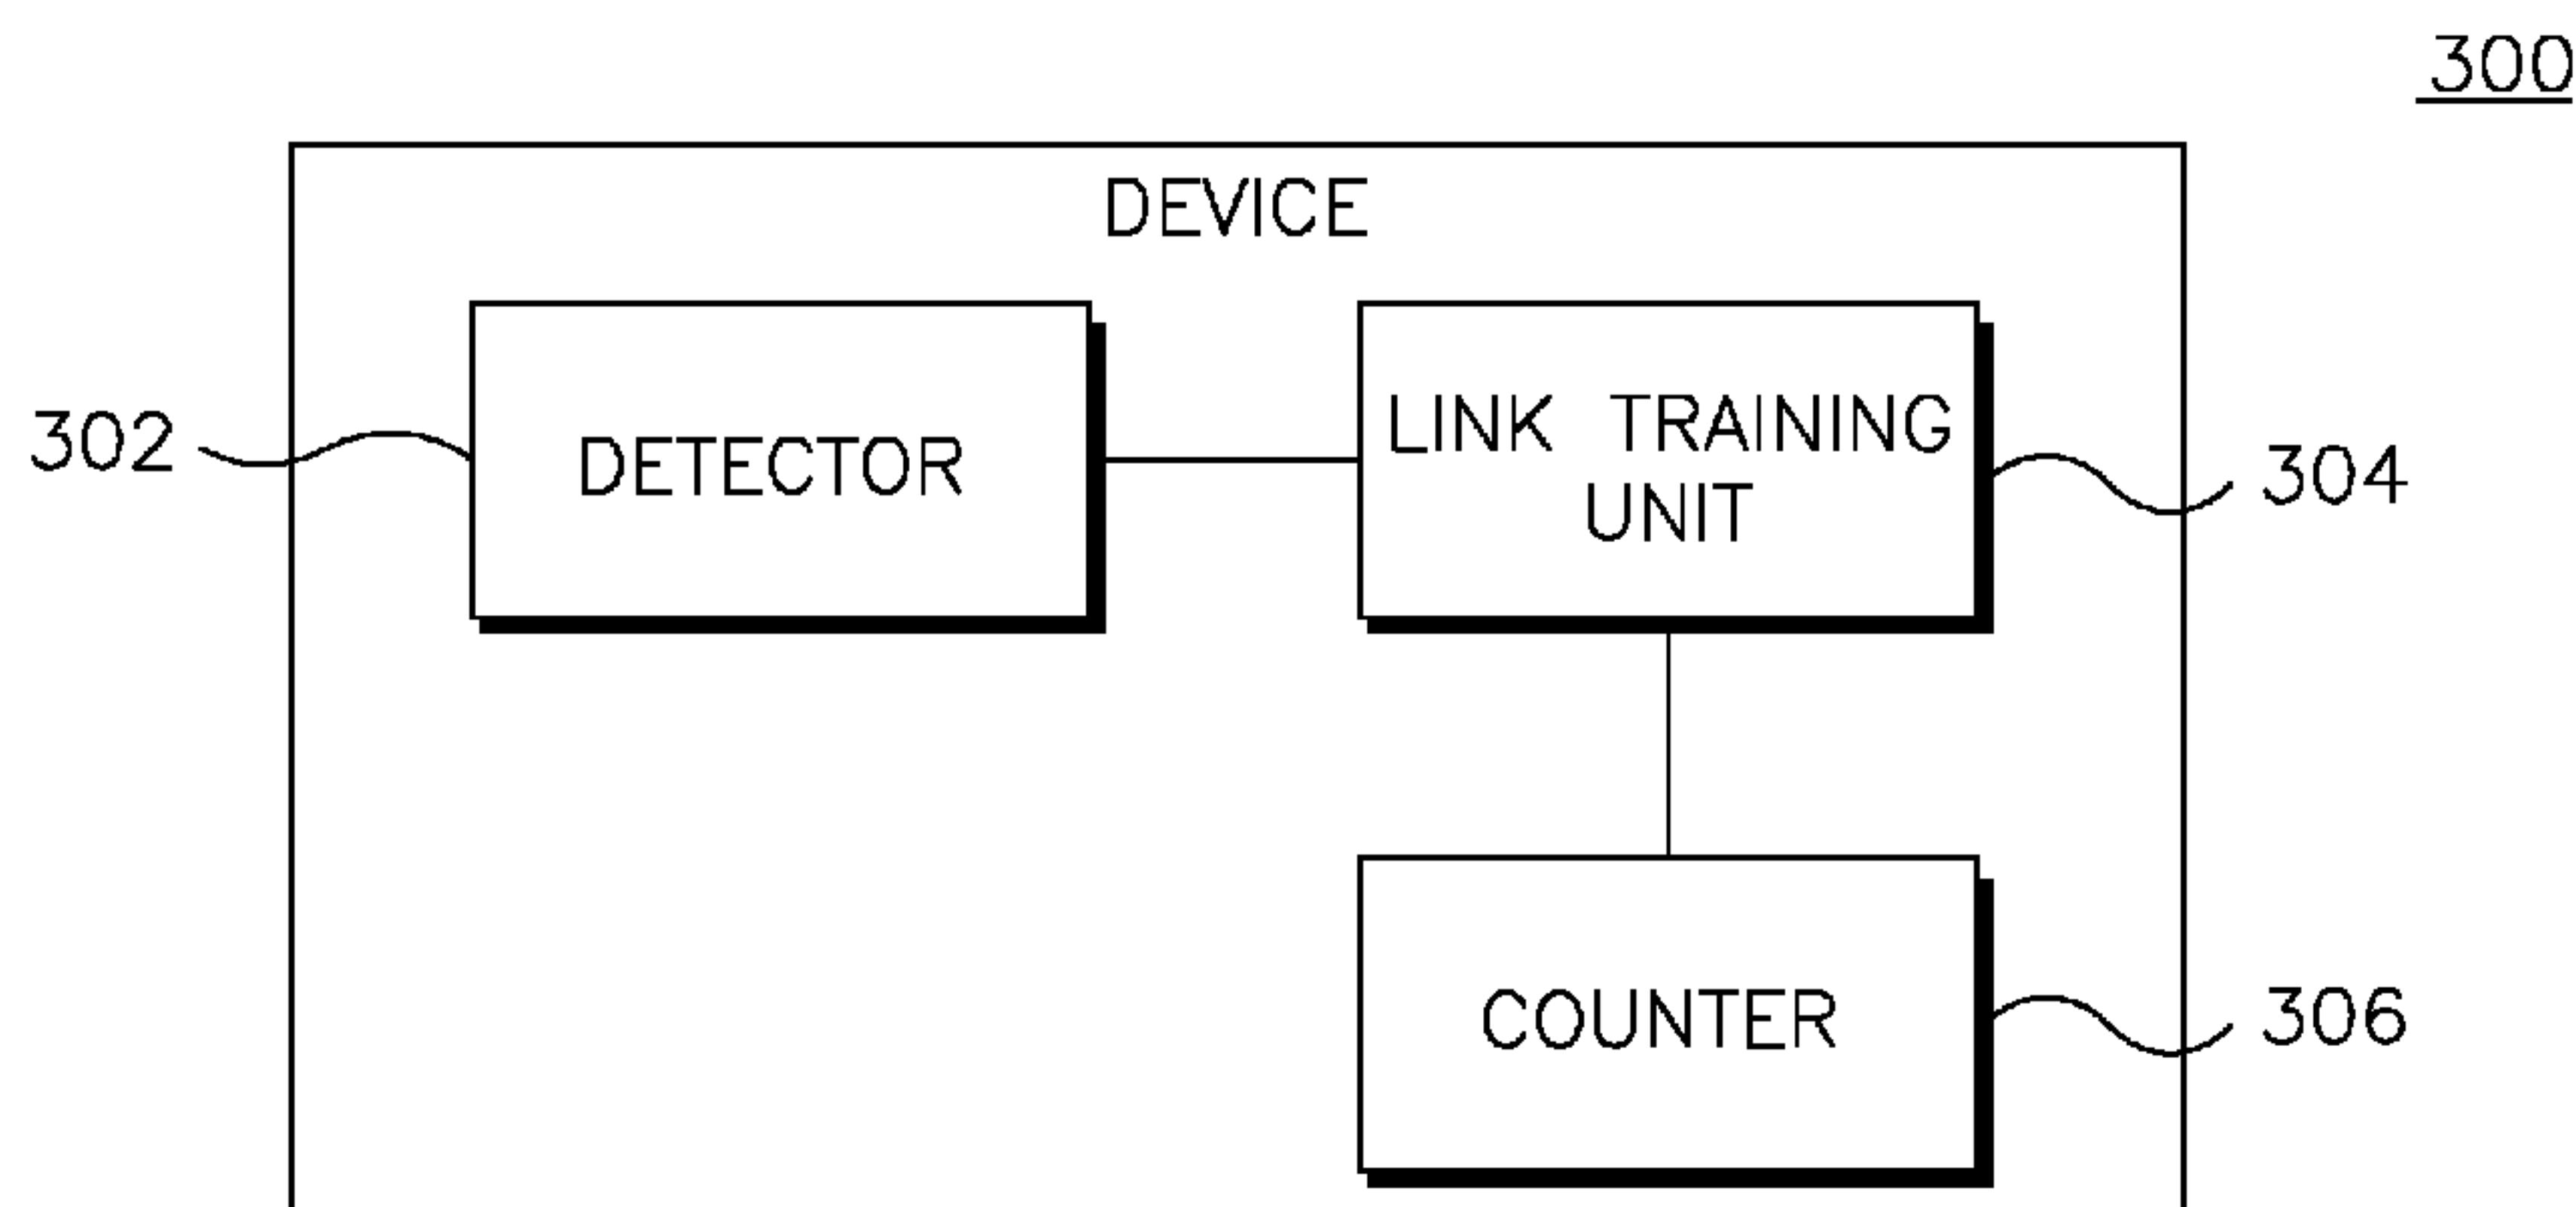 300
DEVICE
302
DETECTOR
LINK TRAINING
UNIT
304
COUNTER
306